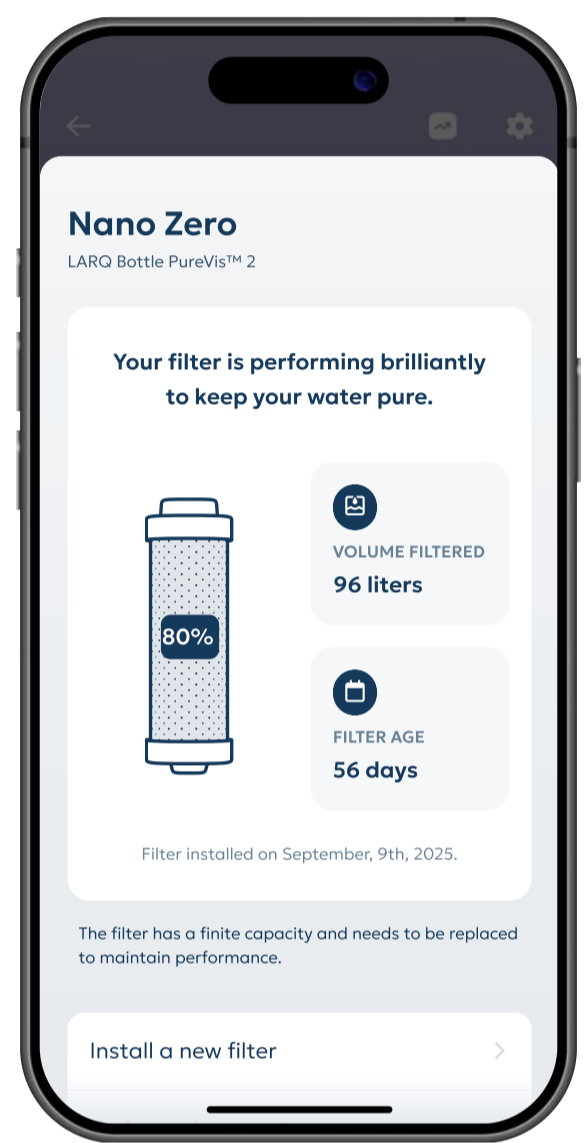 Nano Zero
LARQ Bottle PureVis™ 2
Your filter is performing brilliantly
to keep your water pure.
80%
VOLUME FILTERED
96 liters
FILTER AGE
56 days
Filter installed on September, 9th, 2025.
The filter has a finite capacity and needs to be replaced
to maintain performance.
Install a new filter